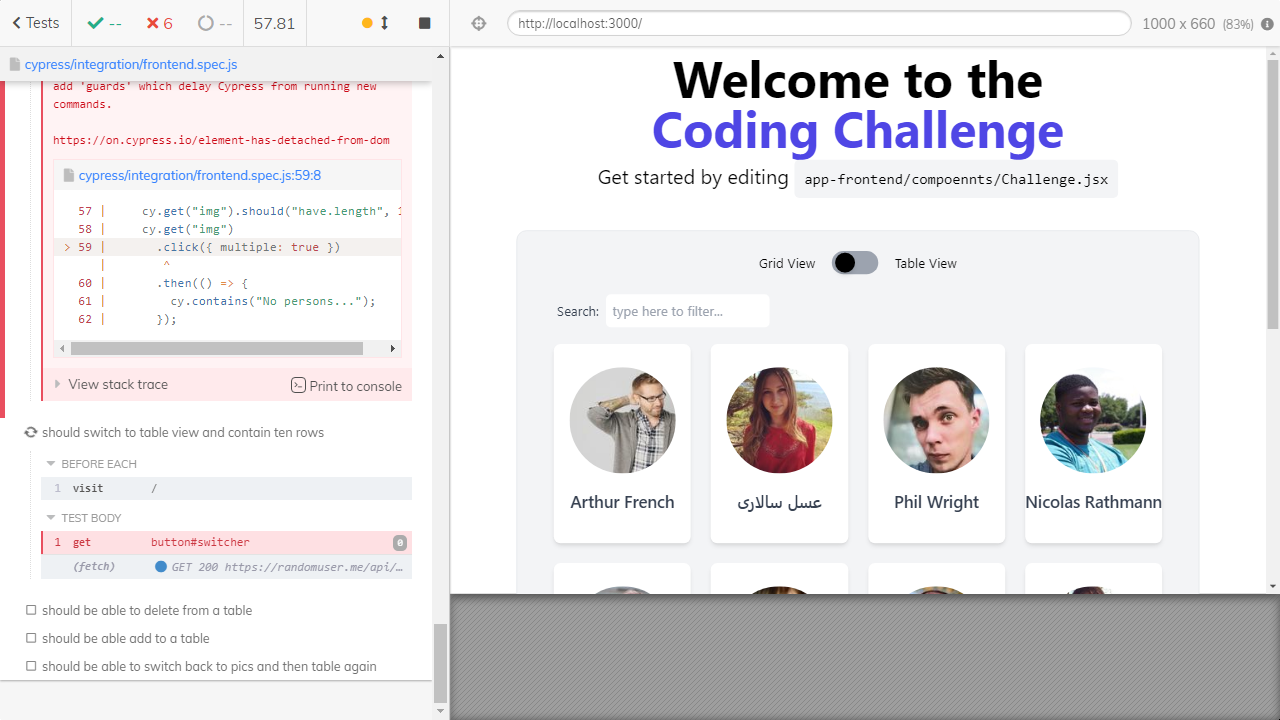 Tests
--
6
--
57.81
http://localhost:3000/
1000 x 660 (83%)
cypress/integration/frontend.spec.js
add 'guards' which delay Cypress from running new
commands.
https://on.cypress.io/element-has-detached-from-dom
cypress/integration/frontend.spec.js:59:8
57 | cy.get("img").should("have.length", 1
58 | cy.get("img")
> 59 | .click({ multiple: true })
| ^
60 | .then(() => {
61 | cy.contains("No persons...");
62 | });
View stack trace
Print to console
should switch to table view and contain ten rows
BEFORE EACH
1 visit /
TEST BODY
1 get button#switcher 0
(fetch) GET 200 https://randomuser.me/api/…
should be able to delete from a table
should be able add to a table
should be able to switch back to pics and then table again
Welcome to the
Coding Challenge
Get started by editing app-frontend/compoennts/Challenge.jsx
Grid View
Table View
Search: type here to filter...
Arthur French
عسل سالاری
Phil Wright
Nicolas Rathmann